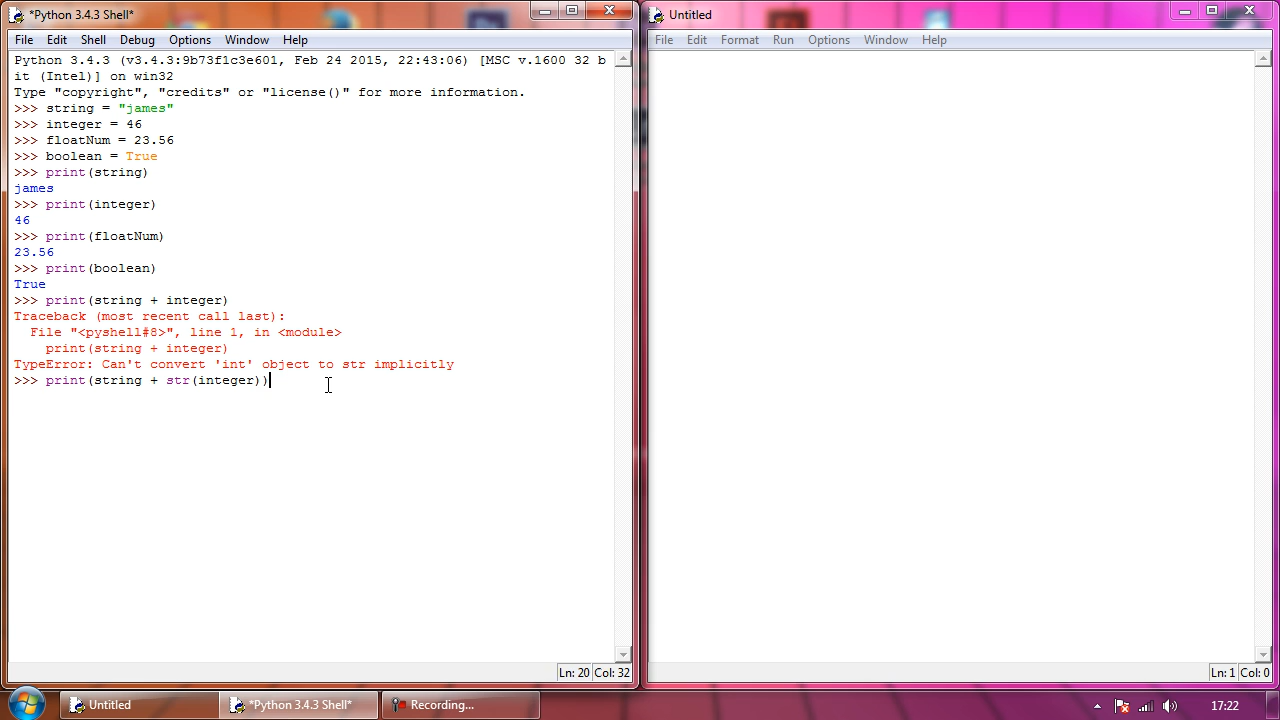 *Python 3.4.3 Shell*
File Edit Shell Debug Options Window Help
Python 3.4.3 (v3.4.3:9b73f1c3e601, Feb 24 2015, 22:43:06) [MSC v.1600 32 b
it (Intel)] on win32
Type "copyright", "credits" or "license()" for more information.
>>> string = "james"
>>> integer = 46
>>> floatNum = 23.56
>>> boolean = True
>>> print(string)
james
>>> print(integer)
46
>>> print(floatNum)
23.56
>>> print(boolean)
True
>>> print(string + integer)
Traceback (most recent call last):
  File "<pyshell#8>", line 1, in <module>
    print(string + integer)
TypeError: Can't convert 'int' object to str implicitly
>>> print(string + str(integer))
Ln: 20 Col: 32
Untitled
File Edit Format Run Options Window Help
Ln: 1 Col: 0
Untitled
*Python 3.4.3 Shell*
Recording...
17:22